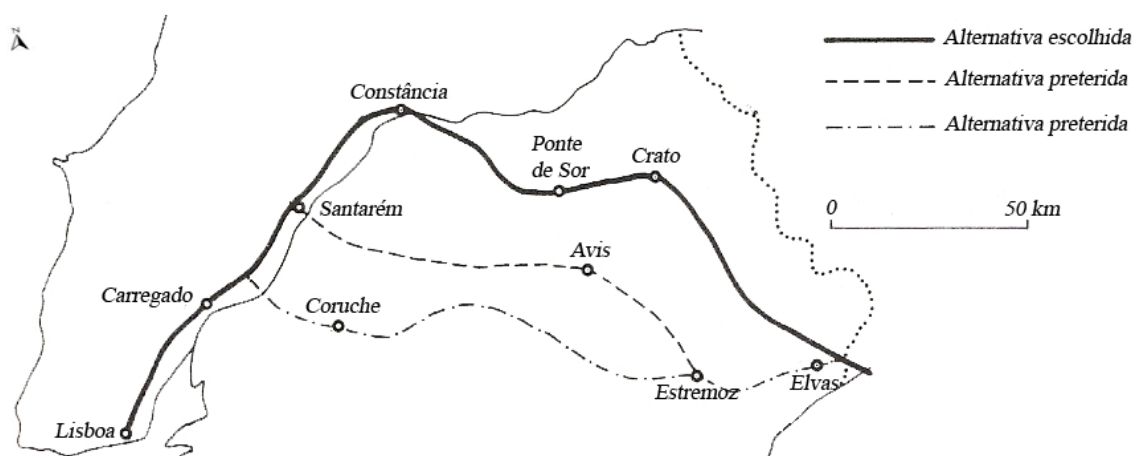 N
Alternativa escolhida
Alternativa preterida
Alternativa preterida
0 50 km
Constância
Ponte
de Sor
Crato
Santarém
Avis
Carregado
Coruche
Estremoz
Elvas
Lisboa